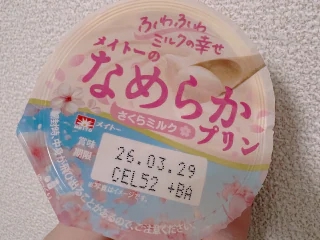 ふわふわ
ミルクの幸せ
メイトーの
なめらか
プリン
さくらミルク
メイトー
賞味
期限
26.03.29
CEL52 +BA